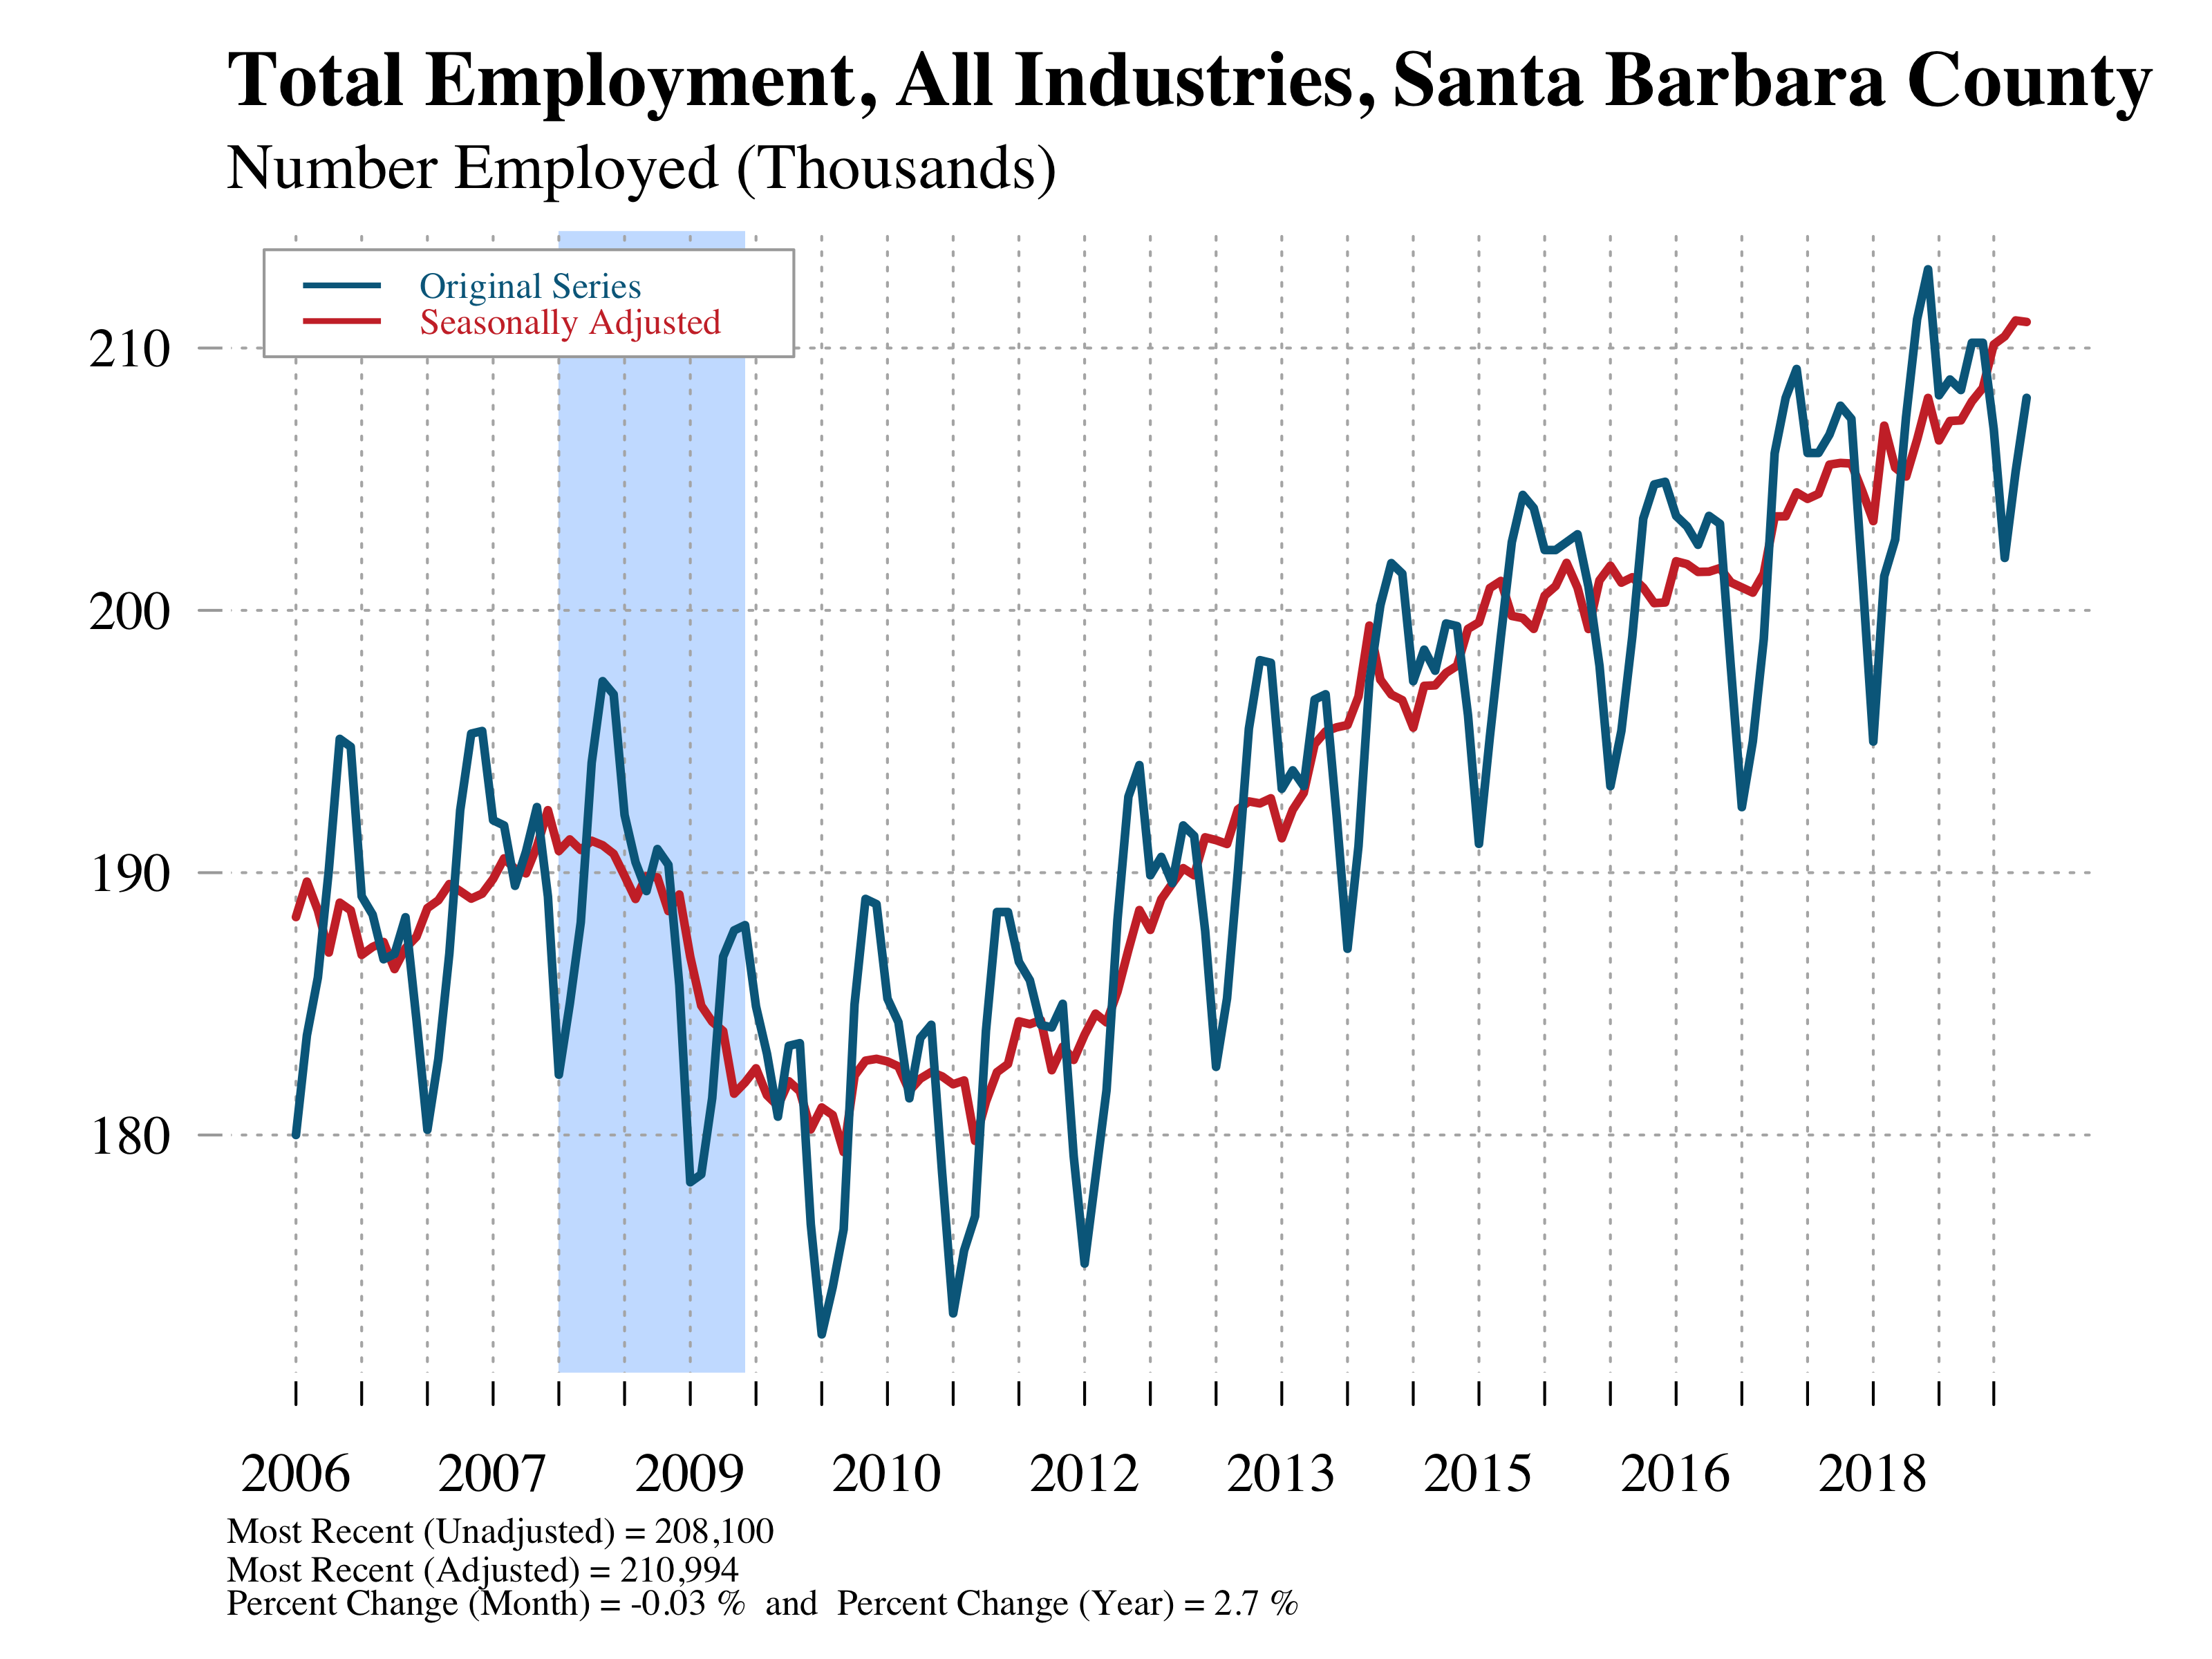 Total Employment, All Industries, Santa Barbara County
Number Employed (Thousands)
Original Series
Seasonally Adjusted
210
200
190
180
2006 2007 2009 2010 2012 2013 2015 2016 2018
Most Recent (Unadjusted) = 208,100
Most Recent (Adjusted) = 210,994
Percent Change (Month) = -0.03 % and Percent Change (Year) = 2.7 %